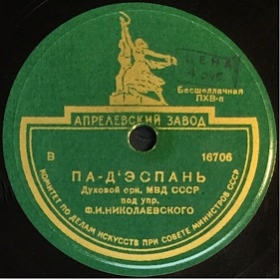 ЦЕНА
Бесшеллачная
ПХВ-п
АПРЕЛЕВСКИЙ ЗАВОД
В 16706
ПА-Д'ЭСПАНЬ
Духовой орк. МВД СССР
под упр.
Ф.И.НИКОЛАЕВСКОГО
КОМИТЕТ ПО ДЕЛАМ ИСКУССТВ ПРИ СОВЕТЕ МИНИСТРОВ СССР